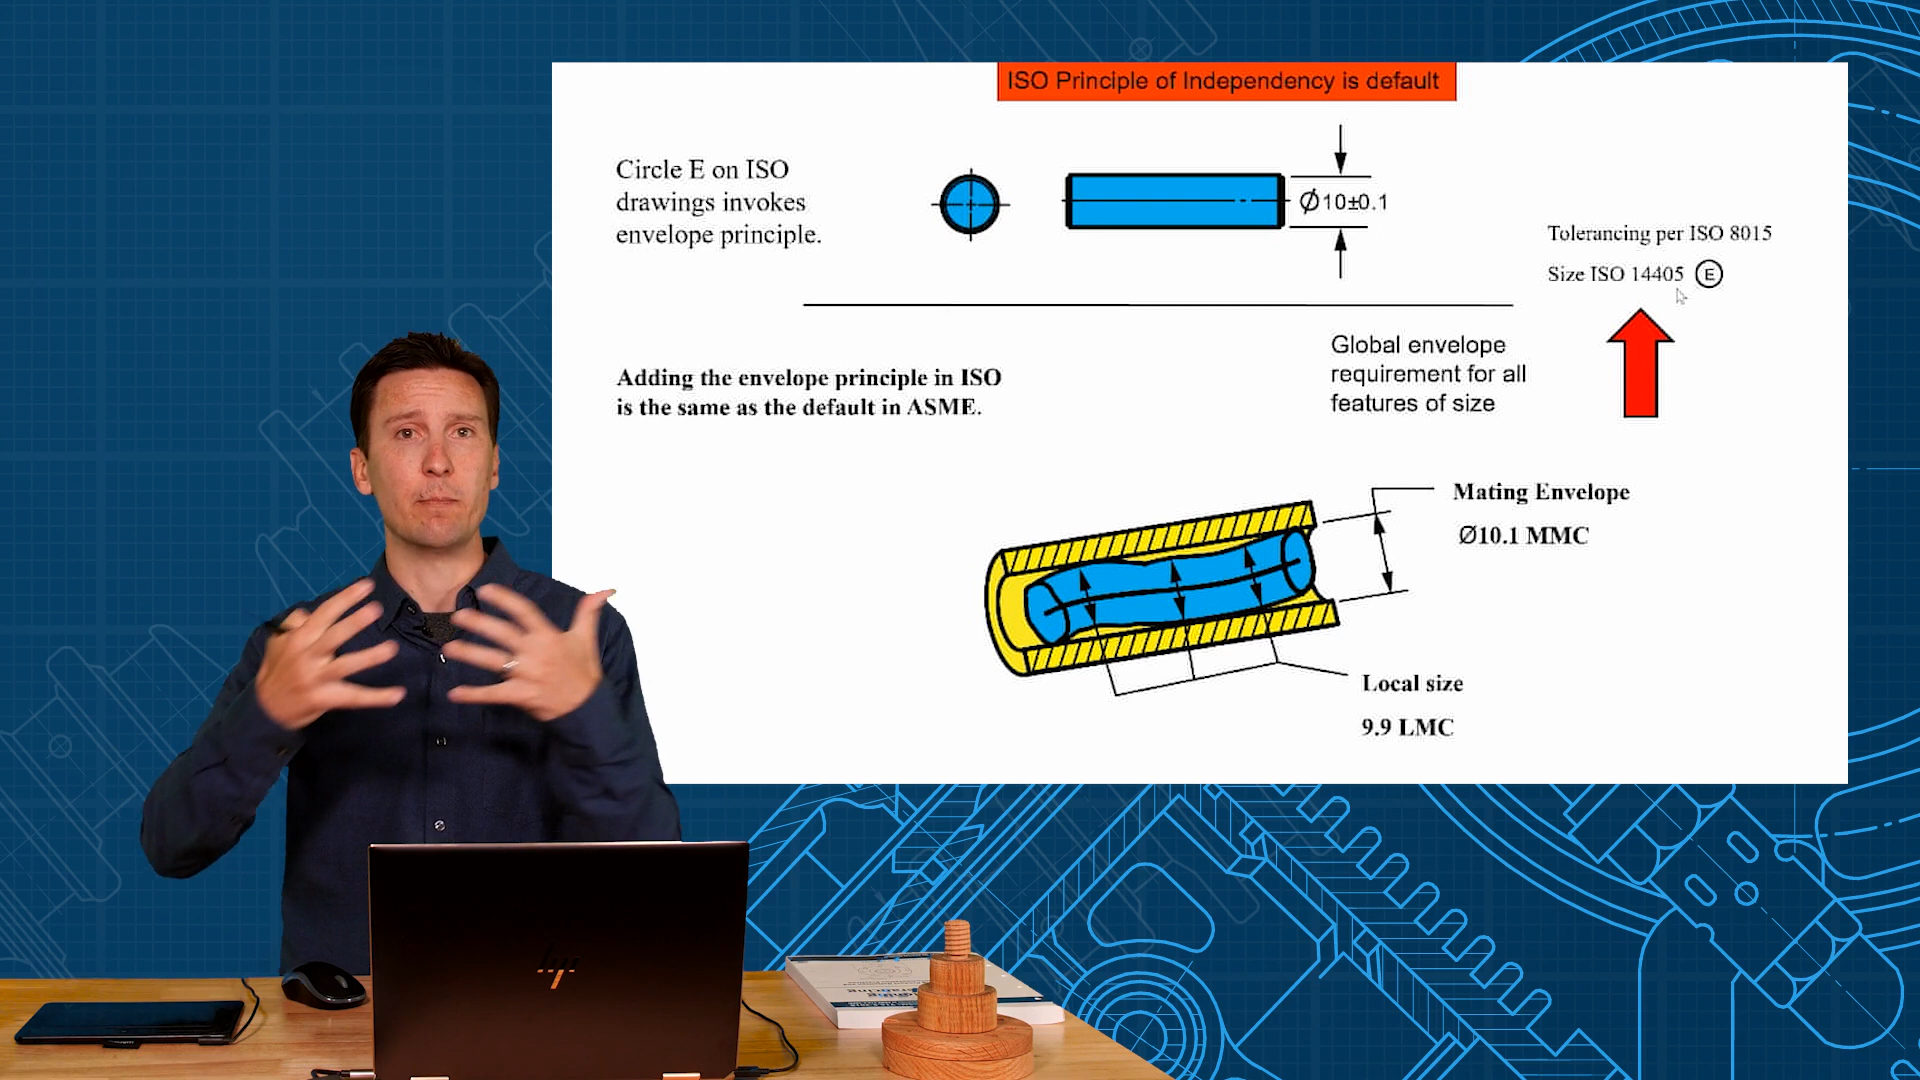 ISO Principle of Independency is default
Circle E on ISO
drawings invokes
envelope principle.
Ø10±0.1
Tolerancing per ISO 8015
Size ISO 14405 Ⓔ
Global envelope
requirement for all
features of size
Adding the envelope principle in ISO
is the same as the default in ASME.
Mating Envelope
Ø10.1 MMC
Local size
9.9 LMC
hp